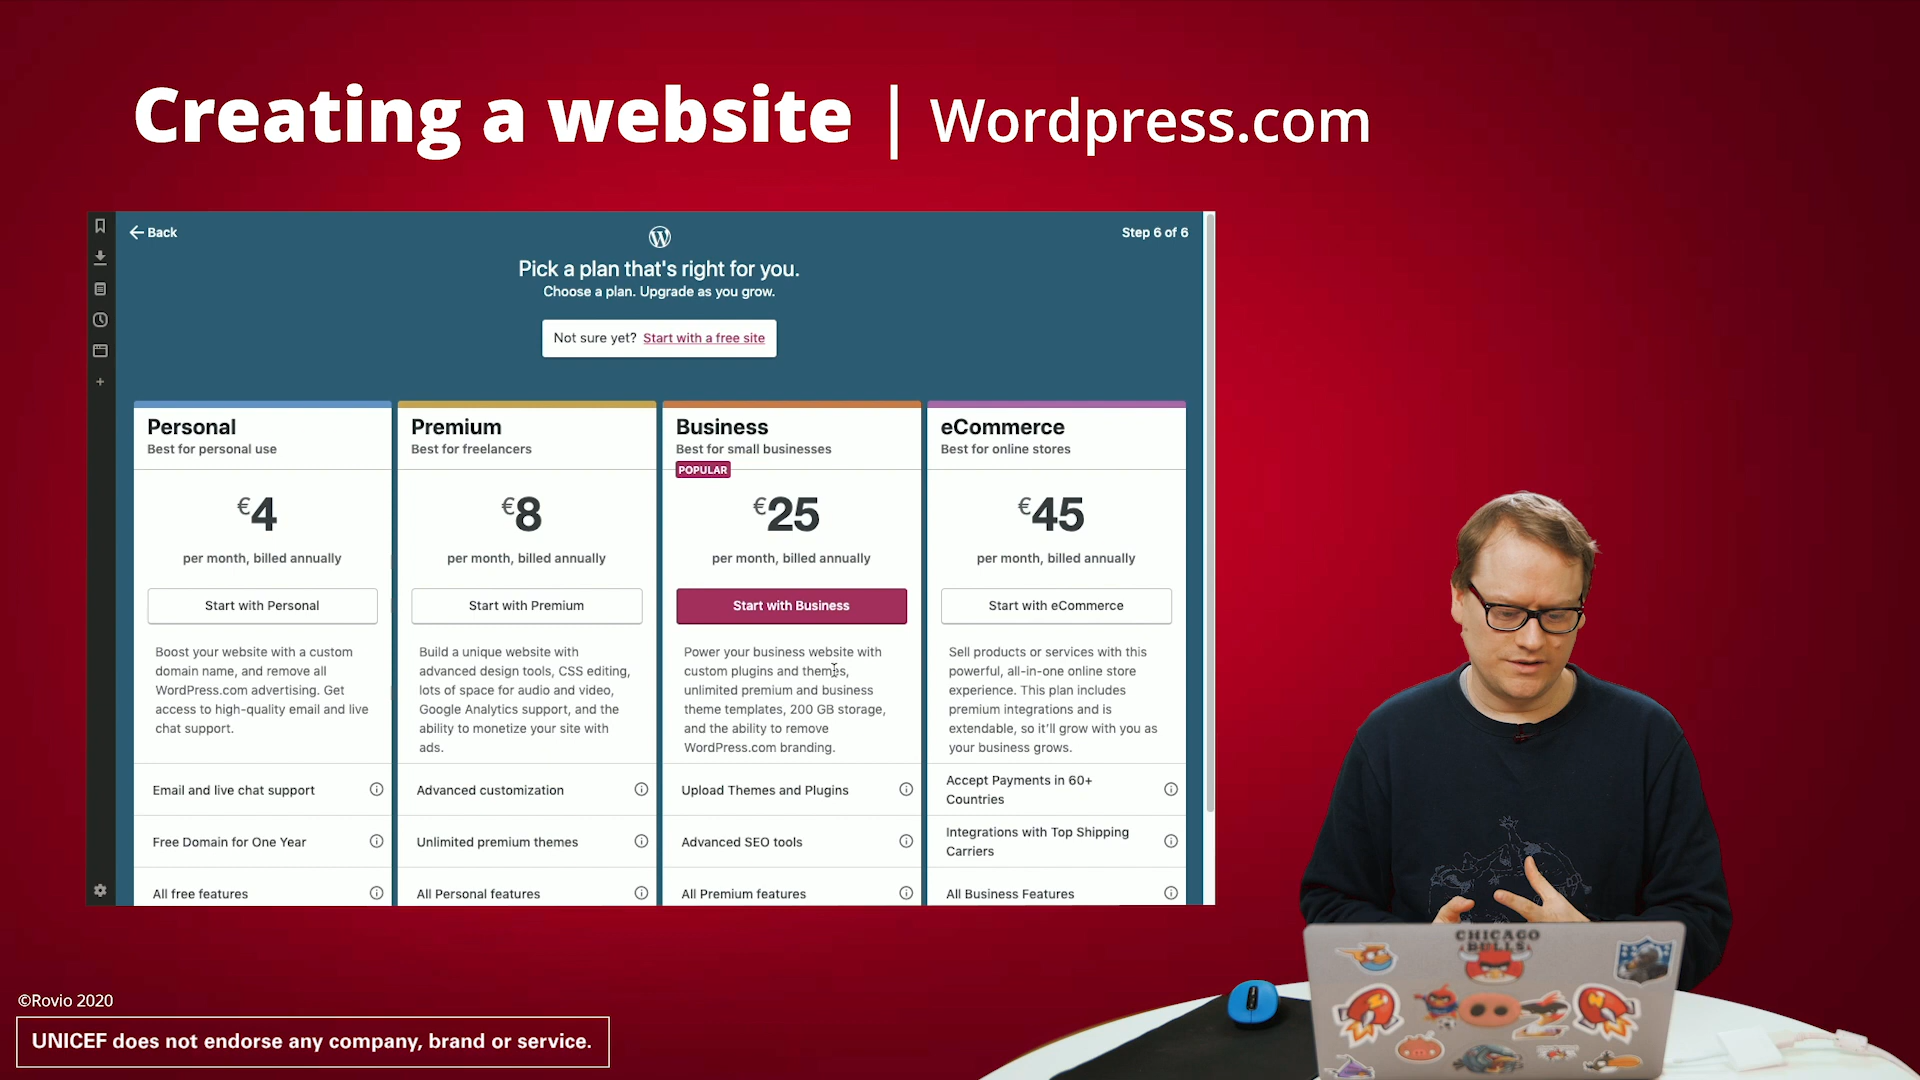 Creating a website | Wordpress.com
← Back
Step 6 of 6
Pick a plan that's right for you.
Choose a plan. Upgrade as you grow.
Not sure yet? Start with a free site
Personal
Best for personal use
€4
per month, billed annually
Start with Personal
Boost your website with a custom
domain name, and remove all
WordPress.com advertising. Get
access to high-quality email and live
chat support.
Email and live chat support
Free Domain for One Year
All free features
Premium
Best for freelancers
€8
per month, billed annually
Start with Premium
Build a unique website with
advanced design tools, CSS editing,
lots of space for audio and video,
Google Analytics support, and the
ability to monetize your site with
ads.
Advanced customization
Unlimited premium themes
All Personal features
Business
Best for small businesses
POPULAR
€25
per month, billed annually
Start with Business
Power your business website with
custom plugins and themes,
unlimited premium and business
theme templates, 200 GB storage,
and the ability to remove
WordPress.com branding.
Upload Themes and Plugins
Advanced SEO tools
All Premium features
eCommerce
Best for online stores
€45
per month, billed annually
Start with eCommerce
Sell products or services with this
powerful, all-in-one online store
experience. This plan includes
premium integrations and is
extendable, so it'll grow with you as
your business grows.
Accept Payments in 60+
Countries
Integrations with Top Shipping
Carriers
All Business Features
CHICAGO
BULLS
©Rovio 2020
UNICEF does not endorse any company, brand or service.